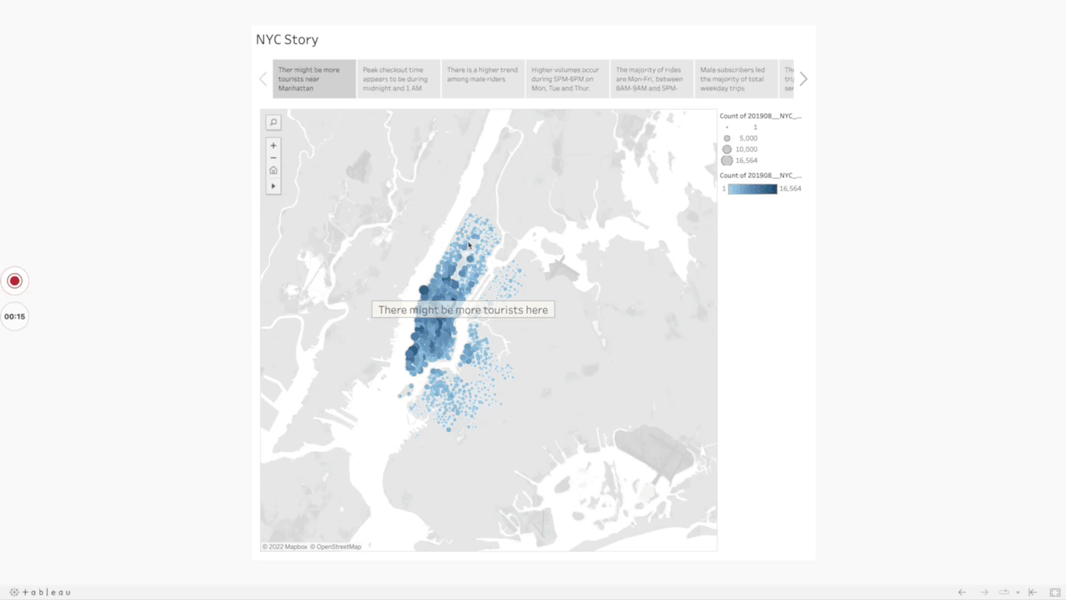 NYC Story
Ther might be more
tourists near
Manhattan
Peak checkout time
appears to be during
midnight and 1 AM
There is a higher trend
among male riders
Higher volumes occur
during 5PM-6PM on
Mon, Tue and Thur.
The majority of rides
are Mon-Fri, between
8AM-9AM and 5PM-
Male subscribers led
the majority of total
weekday trips
Count of 201908__NYC_...
1
5,000
10,000
16,564
Count of 201908__NYC_...
1 16,564
There might be more tourists here
00:15
© 2022 Mapbox © OpenStreetMap
+ a b | e a u